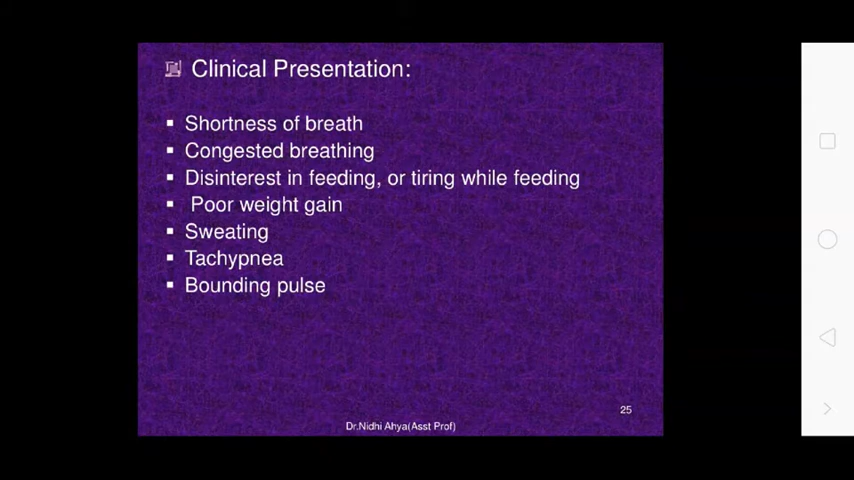 Clinical Presentation:
Shortness of breath
Congested breathing
Disinterest in feeding, or tiring while feeding
Poor weight gain
Sweating
Tachypnea
Bounding pulse
25
Dr.Nidhi Ahya(Asst Prof)